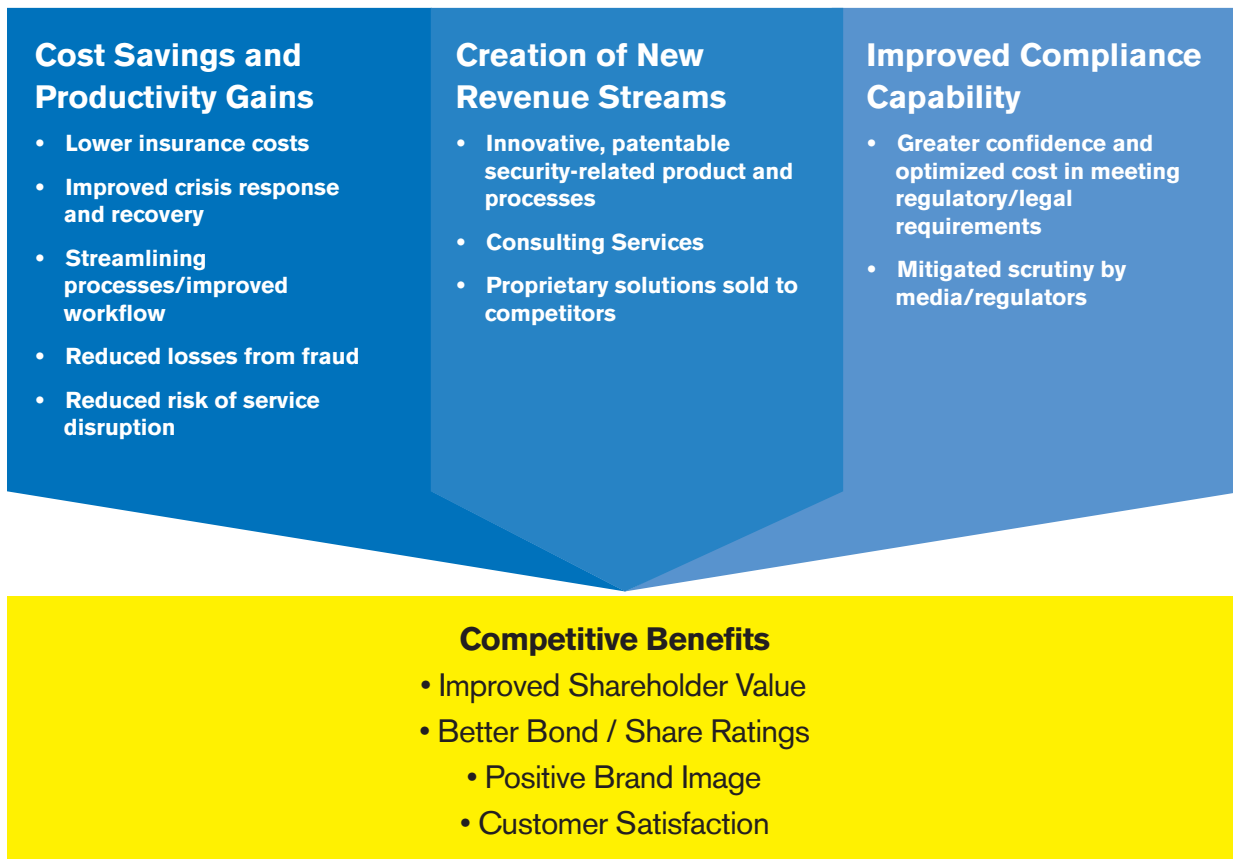 Cost Savings and
Productivity Gains
• Lower insurance costs
• Improved crisis response
and recovery
• Streamlining
processes/improved
workflow
• Reduced losses from fraud
• Reduced risk of service
disruption
Creation of New
Revenue Streams
• Innovative, patentable
security-related product and
processes
• Consulting Services
• Proprietary solutions sold to
competitors
Improved Compliance
Capability
• Greater confidence and
optimized cost in meeting
regulatory/legal
requirements
• Mitigated scrutiny by
media/regulators
Competitive Benefits
• Improved Shareholder Value
• Better Bond / Share Ratings
• Positive Brand Image
• Customer Satisfaction